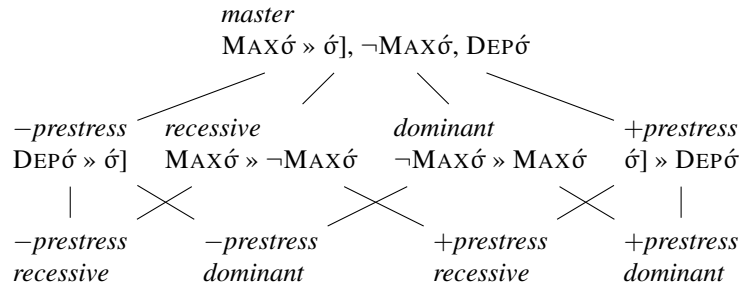 master
MAXσ́ » σ́], ¬MAXσ́, DEPσ́
−prestress recessive dominant +prestress
DEPσ́ » σ́] MAXσ́ » ¬MAXσ́ ¬MAXσ́ » MAXσ́ σ́] » DEPσ́
−prestress −prestress +prestress +prestress
recessive dominant recessive dominant